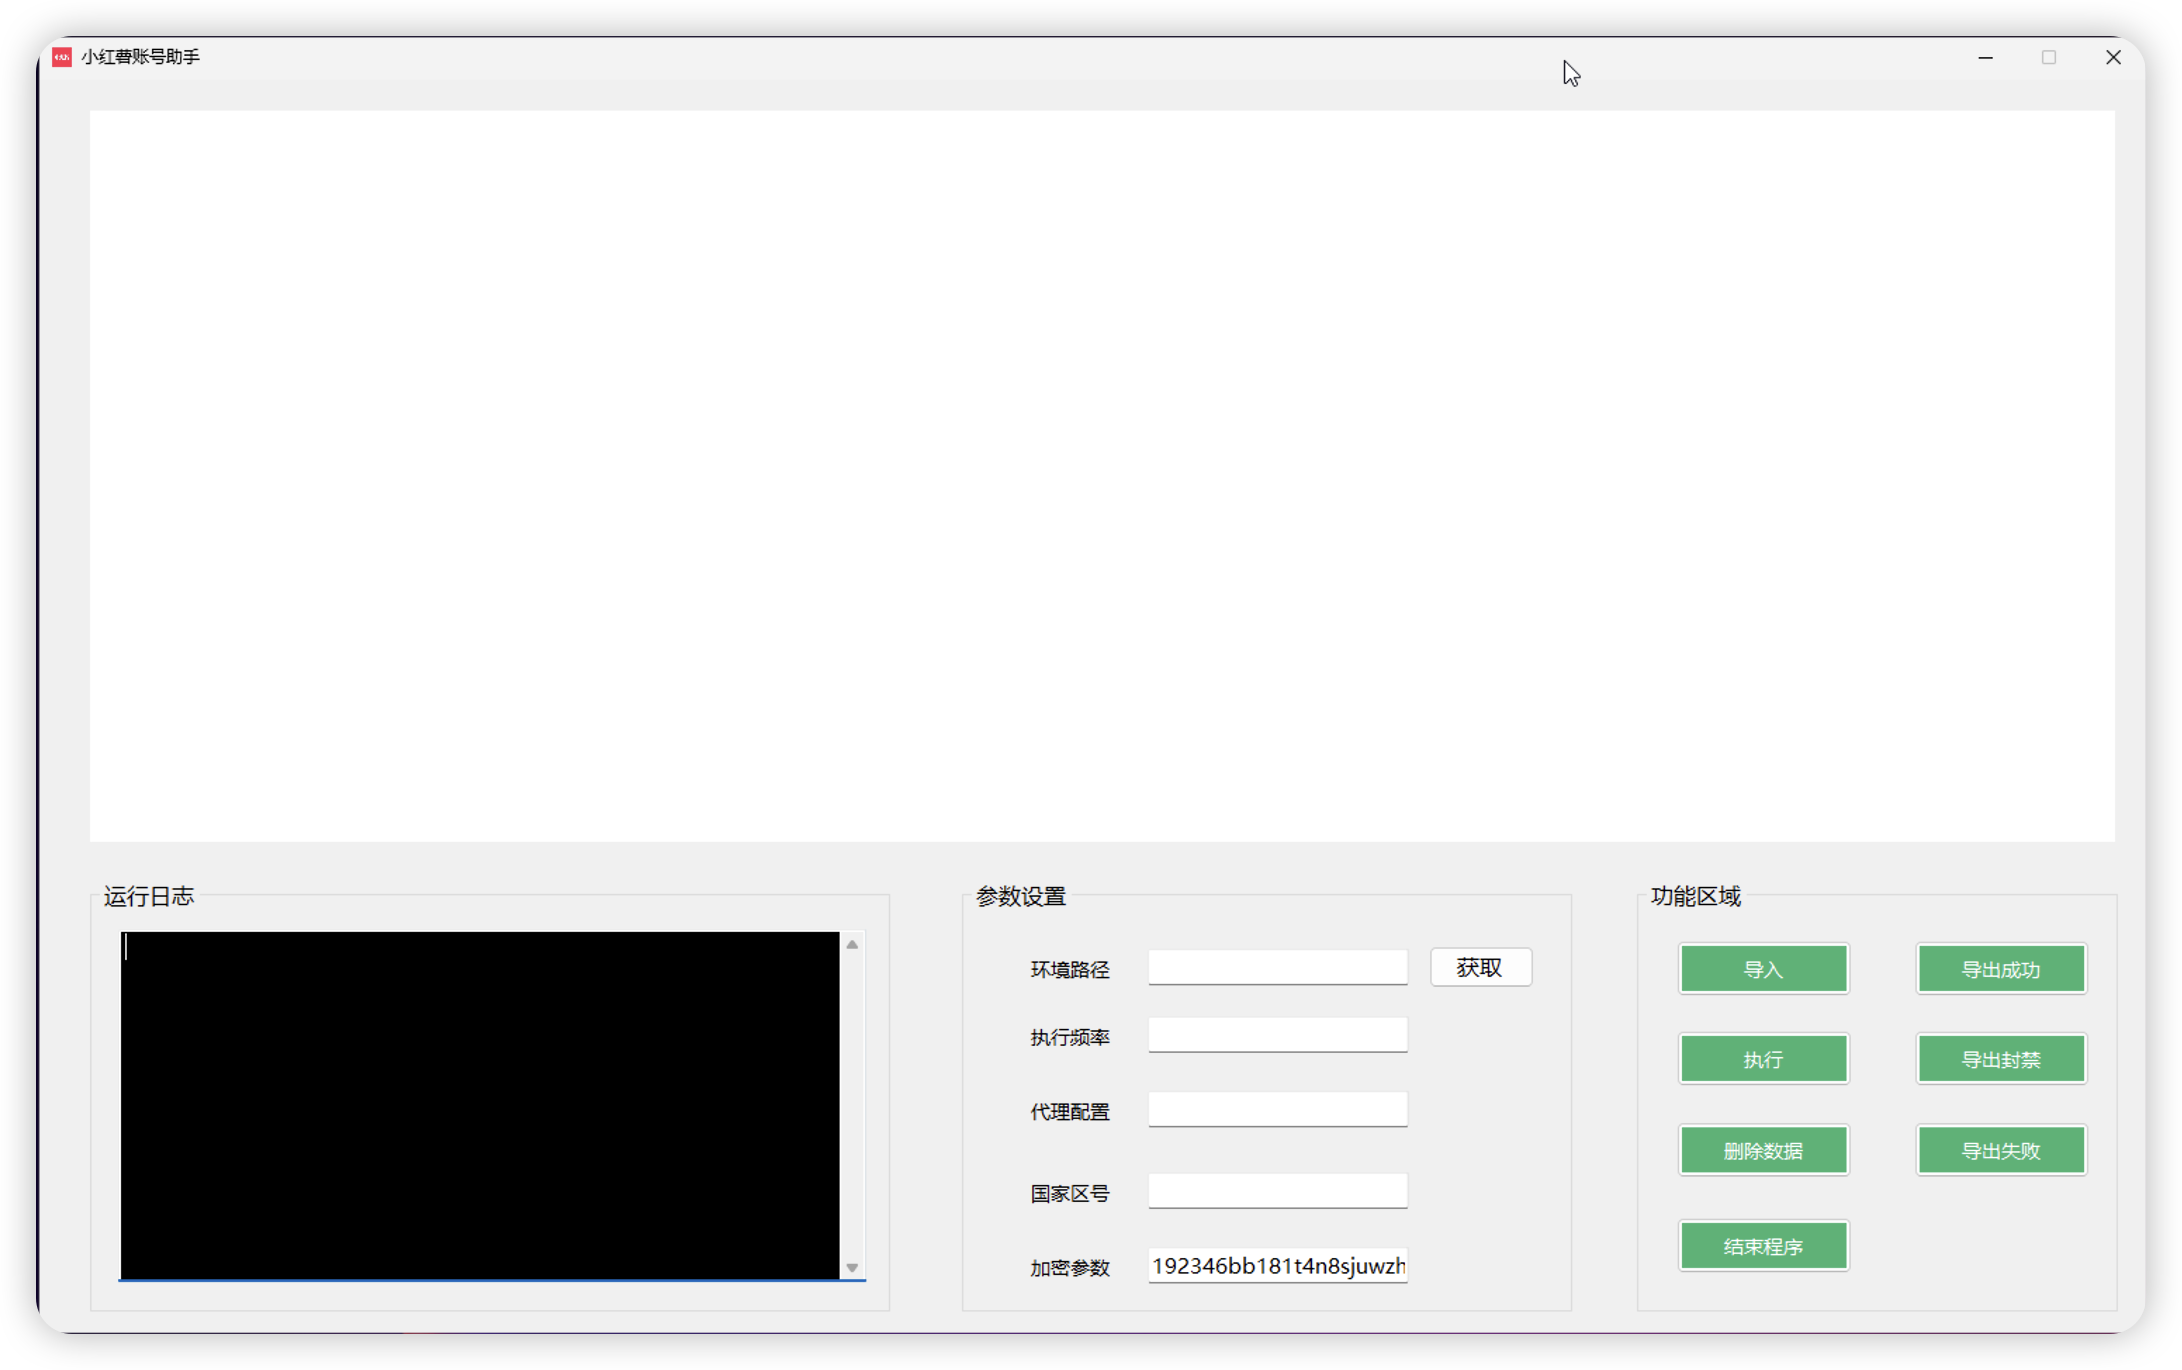 小红薯账号助手
运行日志
参数设置
环境路径
获取
执行频率
代理配置
国家区号
加密参数 192346bb181t4n8sjuwzh
功能区域
导入 导出成功
执行 导出封禁
删除数据 导出失败
结束程序